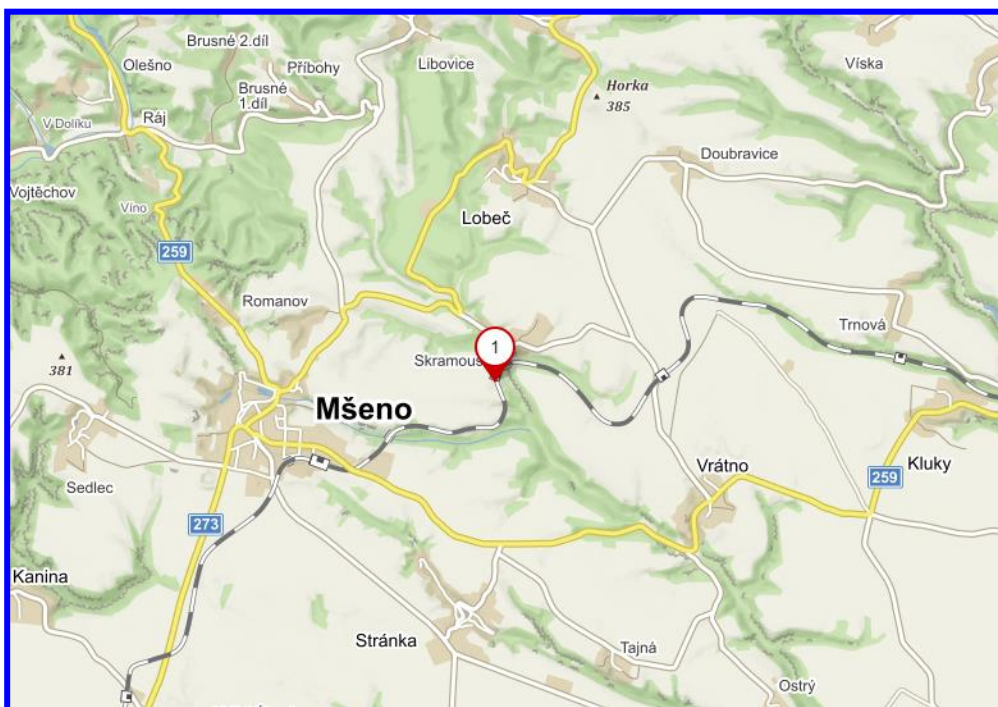 Brusné 2.díl
Olešno
Příbohy
Libovice
Horka
385
Víska
Brusné
1.díl
V Dolíku
Ráj
Doubravice
Vojtěchov
Víno
Lobeč
259
Romanov
Trnová
1
Skramous
381
Mšeno
Sedlec
Vrátno
Kluky
259
273
Kanina
Stránka
Tajná
Ostrý